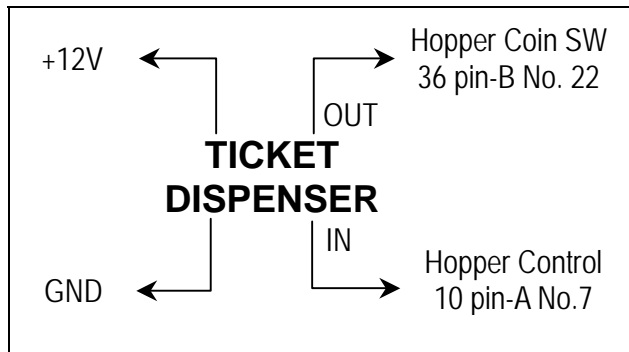 +12V
Hopper Coin SW
36 pin-B No. 22
OUT
TICKET
DISPENSER
IN
GND
Hopper Control
10 pin-A No.7